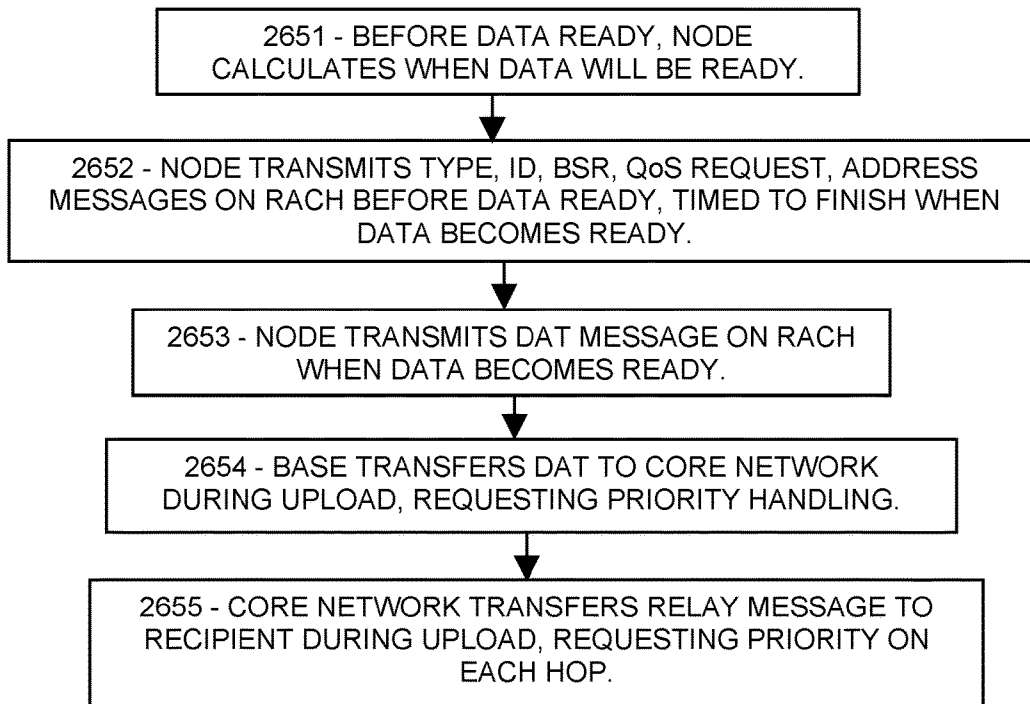 2651 - BEFORE DATA READY, NODE
CALCULATES WHEN DATA WILL BE READY.
2652 - NODE TRANSMITS TYPE, ID, BSR, QoS REQUEST, ADDRESS
MESSAGES ON RACH BEFORE DATA READY, TIMED TO FINISH WHEN
DATA BECOMES READY.
2653 - NODE TRANSMITS DAT MESSAGE ON RACH
WHEN DATA BECOMES READY.
2654 - BASE TRANSFERS DAT TO CORE NETWORK
DURING UPLOAD, REQUESTING PRIORITY HANDLING.
2655 - CORE NETWORK TRANSFERS RELAY MESSAGE TO
RECIPIENT DURING UPLOAD, REQUESTING PRIORITY ON
EACH HOP.